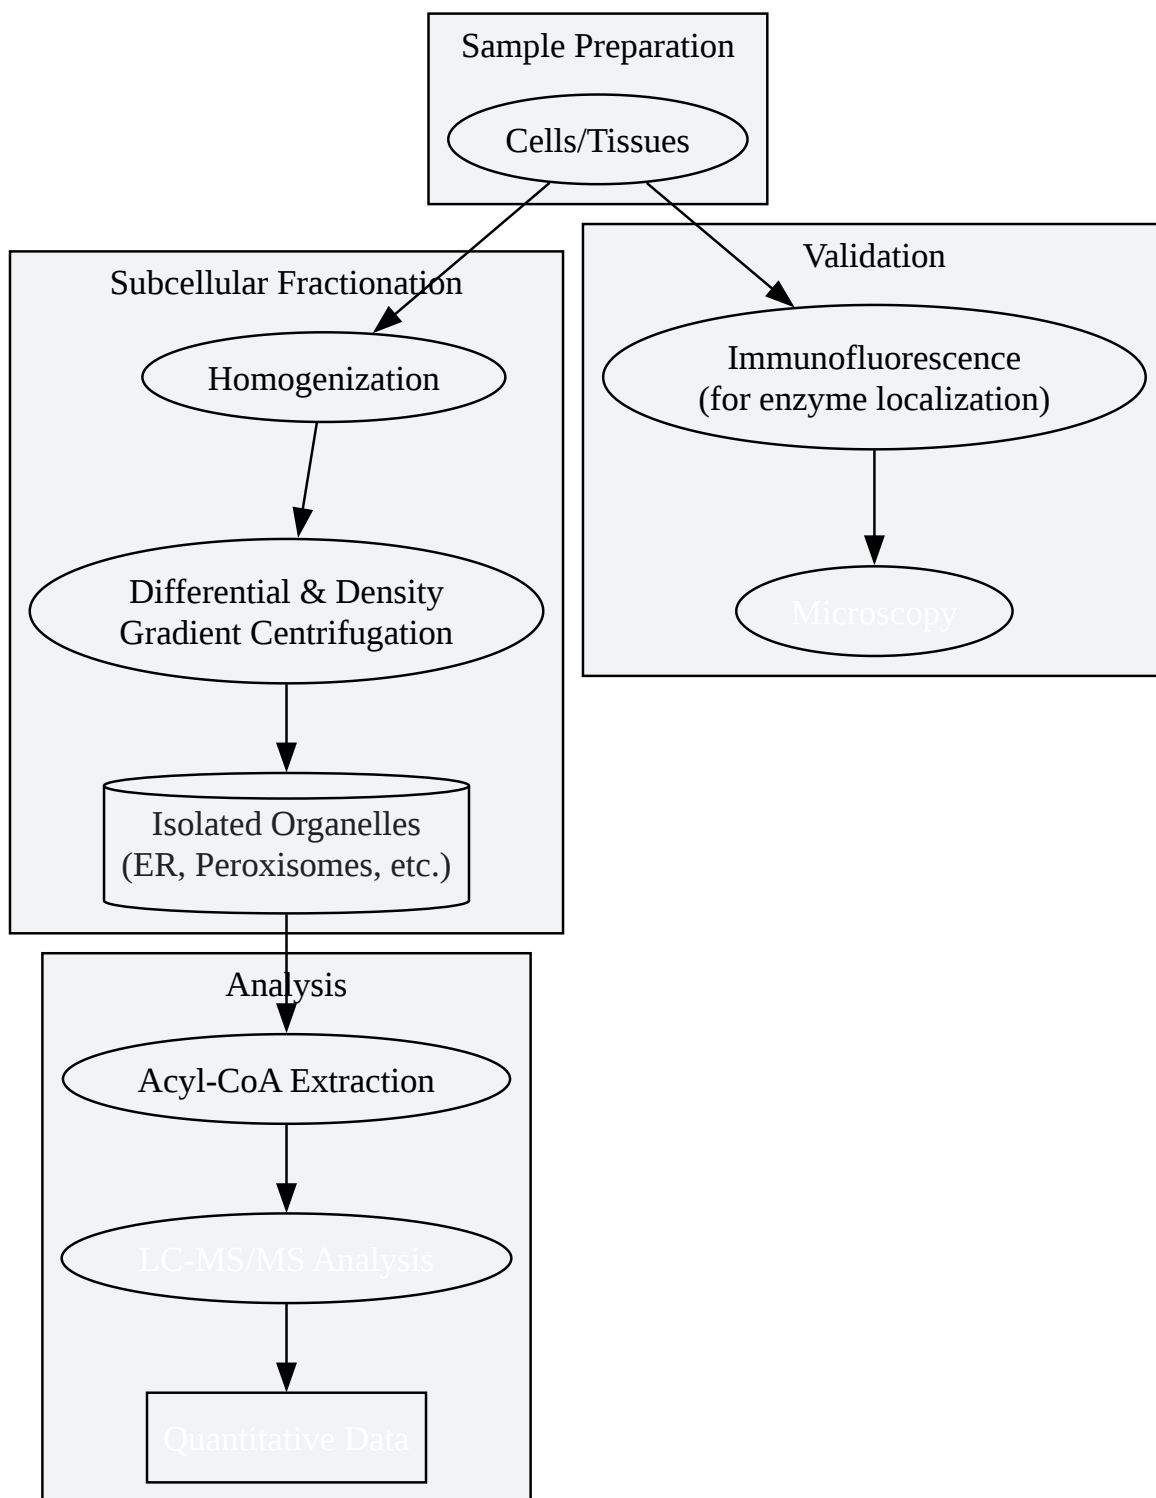 Sample Preparation
Cells/Tissues
Subcellular Fractionation
Homogenization
Differential & Density
Gradient Centrifugation
Isolated Organelles
(ER, Peroxisomes, etc.)
Validation
Immunofluorescence
(for enzyme localization)
Microscopy
Analysis
Acyl-CoA Extraction
LC-MS/MS Analysis
Quantitative Data